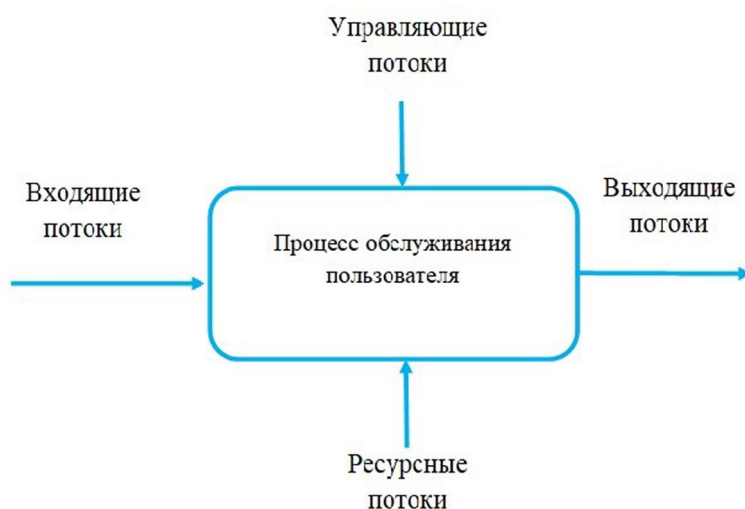 Управляющие
потоки
Входящие
потоки
Процесс обслуживания
пользователя
Выходящие
потоки
Ресурсные
потоки